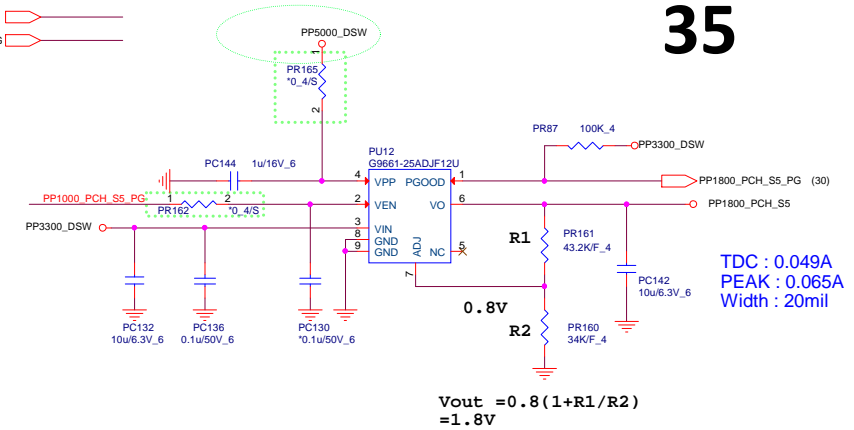 35
G
PP5000_DSW
1
PR165
*0_4/S
2
PR87 100K_4
PP3300_DSW
PU12
G9661-25ADJF12U
PC144 1u/16V_6
4 VPP PGOOD 1
PP1800_PCH_S5_PG (30)
PP1000_PCH_S5_PG 1 2
PR162 *0_4/S
2 VEN VO 6
PP1800_PCH_S5
PP3300_DSW
3 VIN
8 GND
9 GND
ADJ
NC 5
7
R1
PR161
43.2K/F_4
PC142
10u/6.3V_6
TDC : 0.049A
PEAK : 0.065A
Width : 20mil
0.8V
R2
PR160
34K/F_4
PC132
10u/6.3V_6
PC136
0.1u/50V_6
PC130
*0.1u/50V_6
Vout =0.8(1+R1/R2)
=1.8V